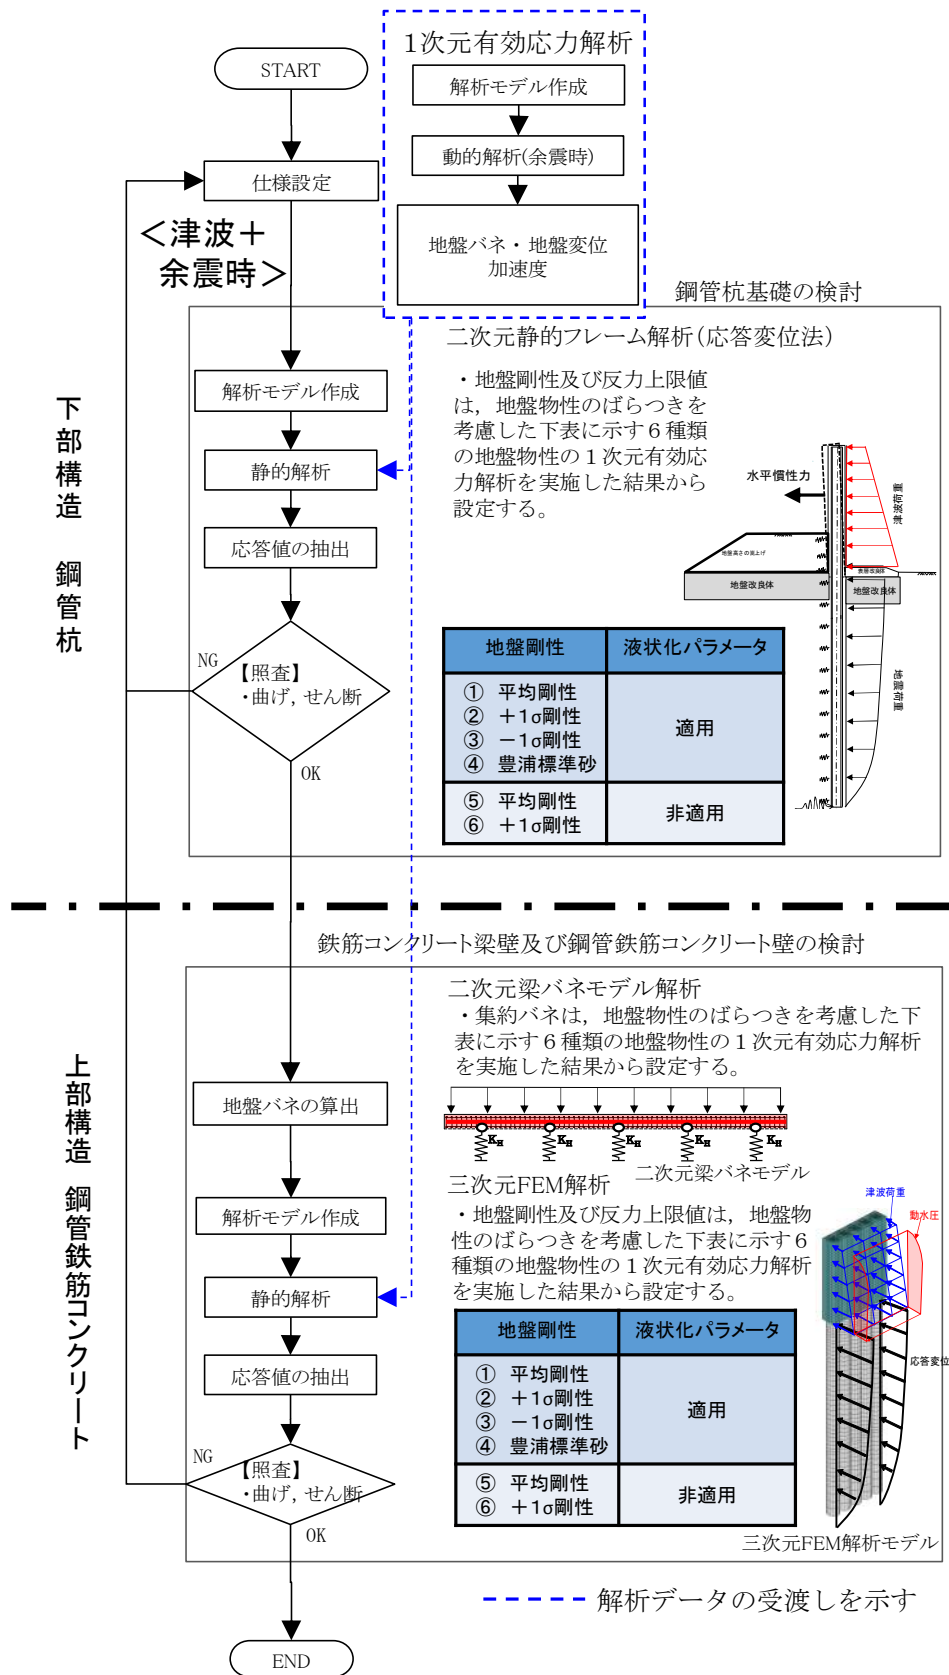 START
仕様設定
＜津波＋
余震時＞
1次元有効応力解析
解析モデル作成
動的解析(余震時)
地盤バネ・地盤変位
加速度
鋼管杭基礎の検討
下部構造　鋼管杭
解析モデル作成
静的解析
応答値の抽出
NG
【照査】
・曲げ，せん断
OK
二次元静的フレーム解析（応答変位法）
・地盤剛性及び反力上限値
は，地盤物性のばらつきを
考慮した下表に示す６種類
の地盤物性の１次元有効応
力解析を実施した結果から
設定する。
水平慣性力
津波荷重
地盤高さの嵩上げ
表層改良体
地盤改良体
地盤改良体
地盤荷重
地盤剛性
液状化パラメータ
① 平均剛性
② ＋1σ剛性
③ －1σ剛性
④ 豊浦標準砂
適用
⑤ 平均剛性
⑥ ＋1σ剛性
非適用
鉄筋コンクリート梁壁及び鋼管鉄筋コンクリート壁の検討
上部構造　鋼管鉄筋コンクリート
地盤バネの算出
解析モデル作成
静的解析
応答値の抽出
NG
【照査】
・曲げ，せん断
OK
END
二次元梁バネモデル解析
・集約バネは，地盤物性のばらつきを考慮した下
表に示す６種類の地盤物性の１次元有効応力解析
を実施した結果から設定する。
KH
KH
KH
KH
KH
二次元梁バネモデル
三次元FEM解析
・地盤剛性及び反力上限値は，地盤物
性のばらつきを考慮した下表に示す６
種類の地盤物性の１次元有効応力解析
を実施した結果から設定する。
津波荷重
動水圧
応答変位
地盤剛性
液状化パラメータ
① 平均剛性
② ＋1σ剛性
③ －1σ剛性
④ 豊浦標準砂
適用
⑤ 平均剛性
⑥ ＋1σ剛性
非適用
三次元FEM解析モデル
解析データの受渡しを示す